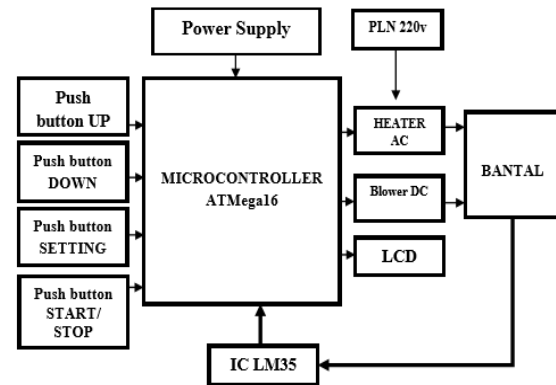 Power Supply
PLN 220v
Push
button UP
Push button
DOWN
Push button
SETTING
Push button
START/
STOP
MICROCONTROLLER
ATMega16
HEATER
AC
Blower DC
LCD
BANTAL
IC LM35